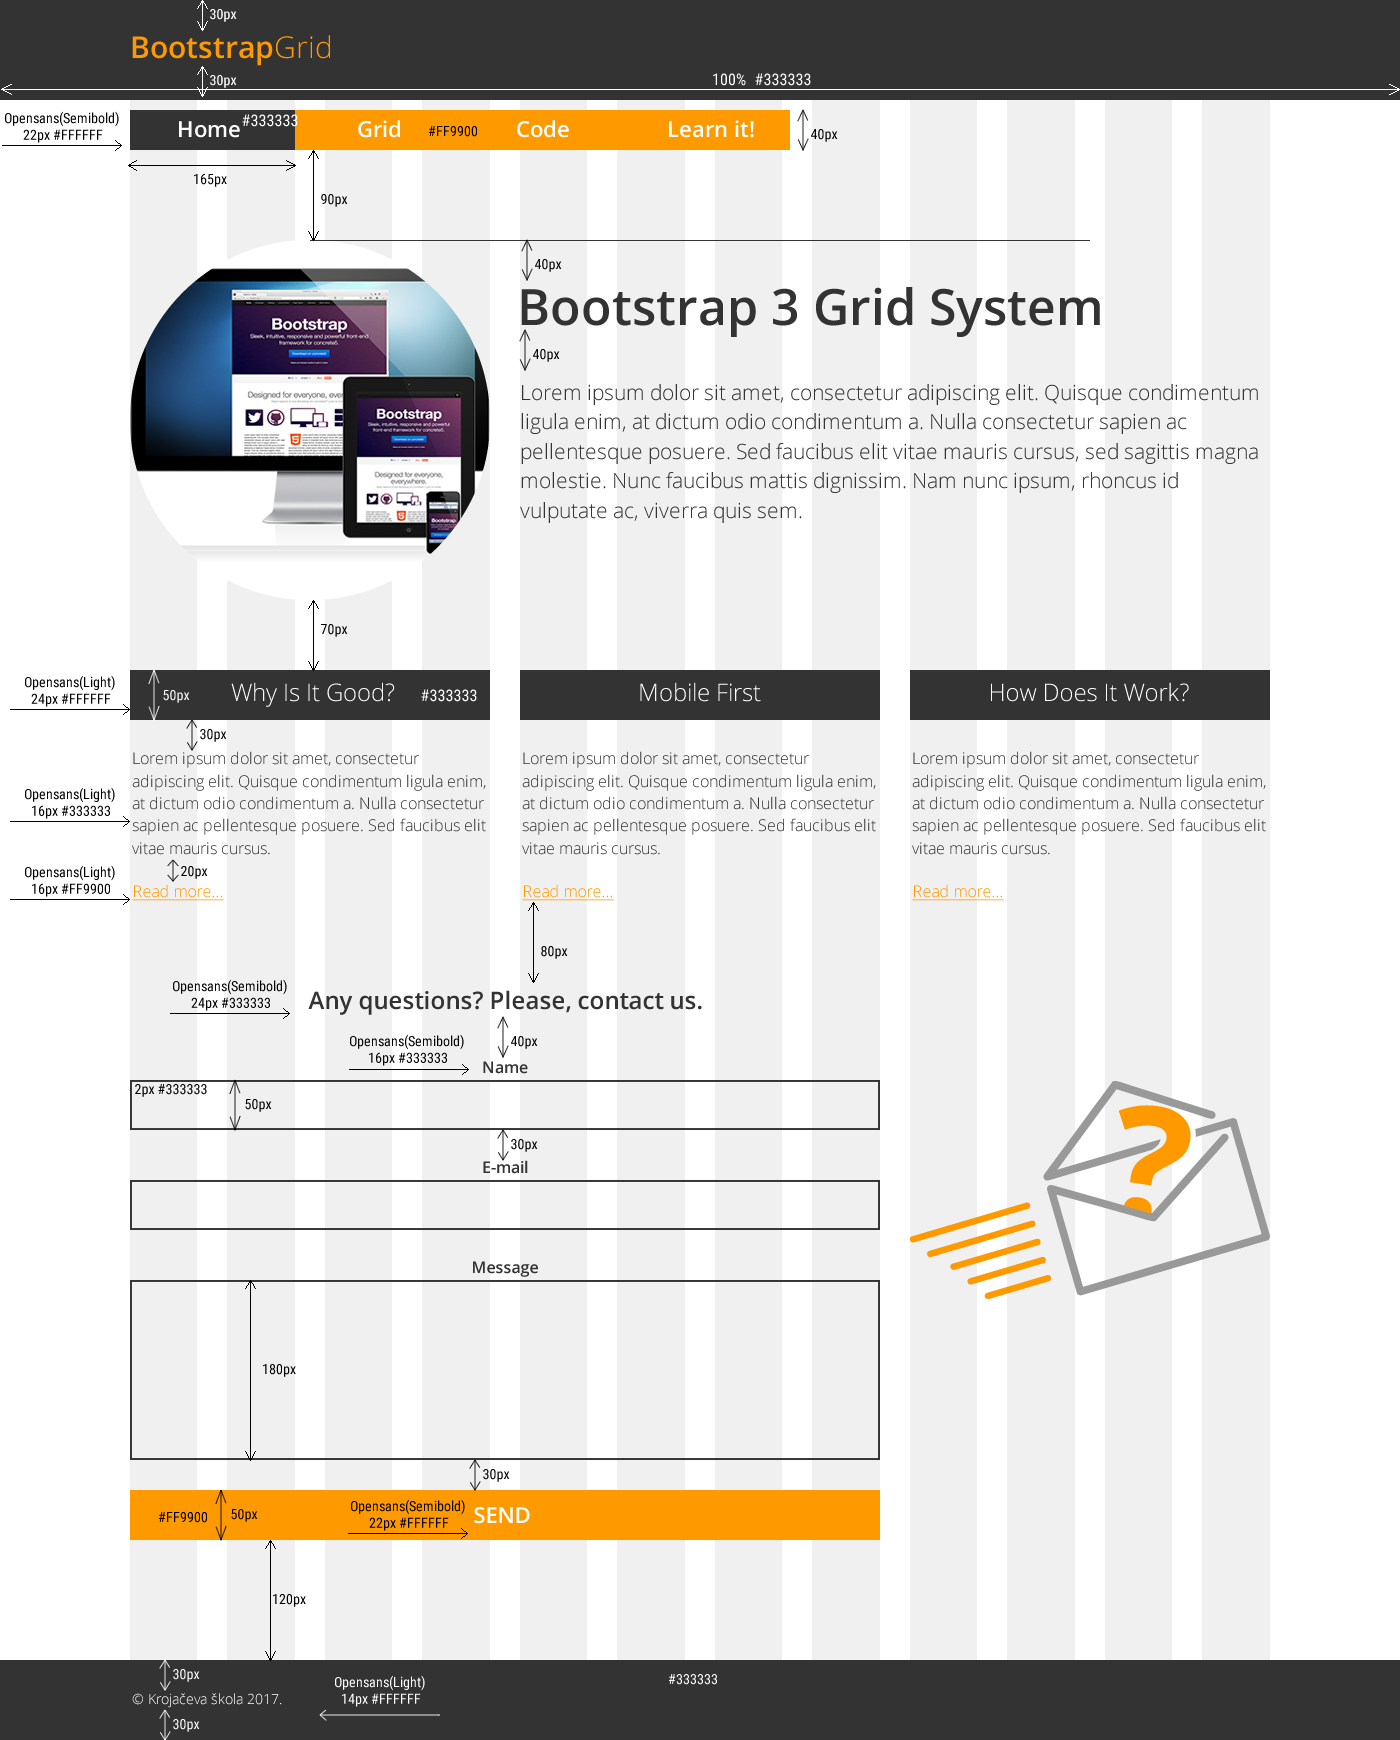 30px
BootstrapGrid
30px
100% #333333
Opensans(Semibold)
22px #FFFFFF
Home
#333333
Grid
#FF9900
Code
Learn it!
40px
165px
90px
40px
Bootstrap 3 Grid System
40px
Bootstrap
Sleek, intuitive, responsive and powerful front-end
framework for concrete5.
Designed for everyone, ever
Bootstrap
Designed for everyone,
everywhere.
Bootstrap
Lorem ipsum dolor sit amet, consectetur adipiscing elit. Quisque condimentum
ligula enim, at dictum odio condimentum a. Nulla consectetur sapien ac
pellentesque posuere. Sed faucibus elit vitae mauris cursus, sed sagittis magna
molestie. Nunc faucibus mattis dignissim. Nam nunc ipsum, rhoncus id
vulputate ac, viverra quis sem.
70px
Opensans(Light)
24px #FFFFFF
50px
Why Is It Good?
#333333
30px
Lorem ipsum dolor sit amet, consectetur
adipiscing elit. Quisque condimentum ligula enim,
at dictum odio condimentum a. Nulla consectetur
sapien ac pellentesque posuere. Sed faucibus elit
vitae mauris cursus.
Opensans(Light)
16px #333333
20px
Opensans(Light)
16px #FF9900
Read more...
Mobile First
Lorem ipsum dolor sit amet, consectetur
adipiscing elit. Quisque condimentum ligula enim,
at dictum odio condimentum a. Nulla consectetur
sapien ac pellentesque posuere. Sed faucibus elit
vitae mauris cursus.
Read more...
How Does It Work?
Lorem ipsum dolor sit amet, consectetur
adipiscing elit. Quisque condimentum ligula enim,
at dictum odio condimentum a. Nulla consectetur
sapien ac pellentesque posuere. Sed faucibus elit
vitae mauris cursus.
Read more...
80px
Opensans(Semibold)
24px #333333
Any questions? Please, contact us.
40px
Opensans(Semibold)
16px #333333
Name
2px #333333
50px
30px
E-mail
Message
180px
30px
#FF9900
50px
Opensans(Semibold)
22px #FFFFFF
SEND
?
120px
30px
© Krojačeva škola 2017.
30px
Opensans(Light)
14px #FFFFFF
#333333